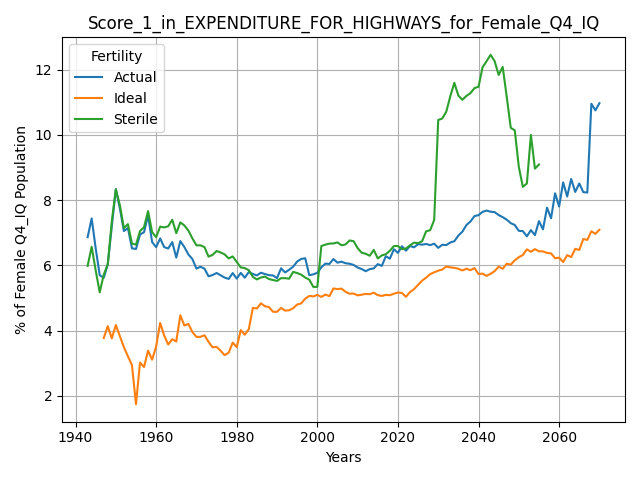 Score_1_in_EXPENDITURE_FOR_HIGHWAYS_for_Female_Q4_IQ
Fertility
Actual
Ideal
Sterile
% of Female Q4_IQ Population
12
10
8
6
4
2
1940
1960
1980
2000
2020
2040
2060
Years